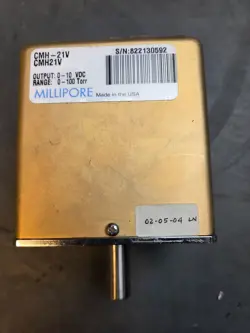 CMH-21V S/N:822130592
CMH21V
OUTPUT: 0-10 VDC
RANGE: 0-100 Torr
MILLIPORE Made in the USA
02-05-04 LN